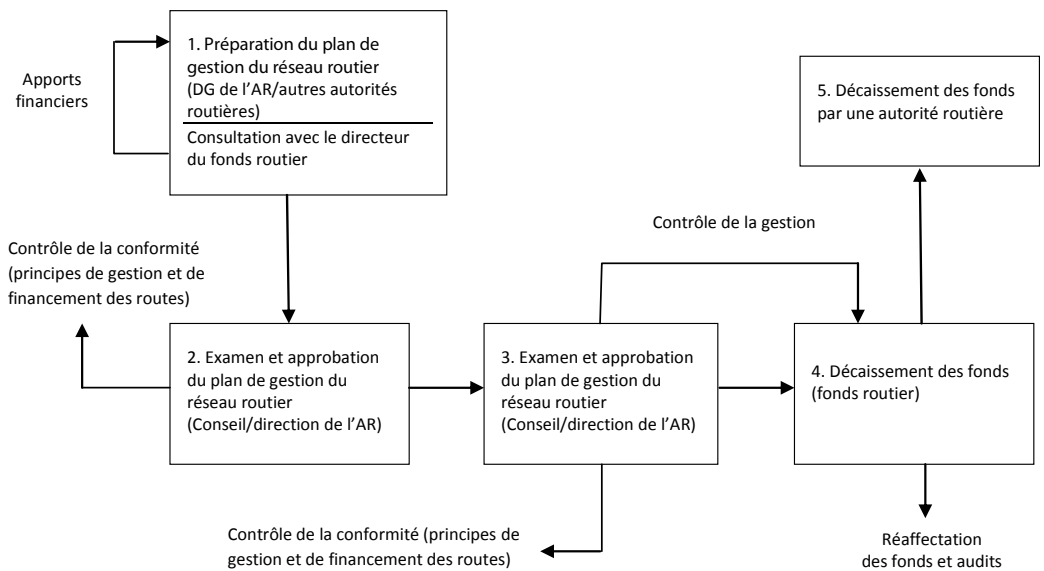 Apports
financiers
1. Préparation du plan de
gestion du réseau routier
(DG de l’AR/autres autorités
routières)
Consultation avec le directeur
du fonds routier
5. Décaissement des fonds
par une autorité routière
Contrôle de la gestion
Contrôle de la conformité
(principes de gestion et de
financement des routes)
2. Examen et approbation
du plan de gestion du
réseau routier
(Conseil/direction de l’AR)
3. Examen et approbation
du plan de gestion du
réseau routier
(Conseil/direction de l’AR)
4. Décaissement des fonds
(fonds routier)
Contrôle de la conformité (principes de
gestion et de financement des routes)
Réaffectation
des fonds et audits